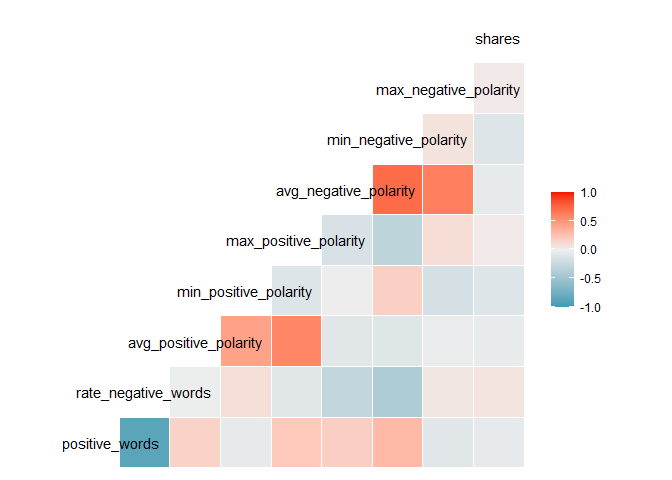 shares
max_negative_polarity
min_negative_polarity
avg_negative_polarity
max_positive_polarity
min_positive_polarity
avg_positive_polarity
rate_negative_words
positive_words
1.0
0.5
0.0
-0.5
-1.0